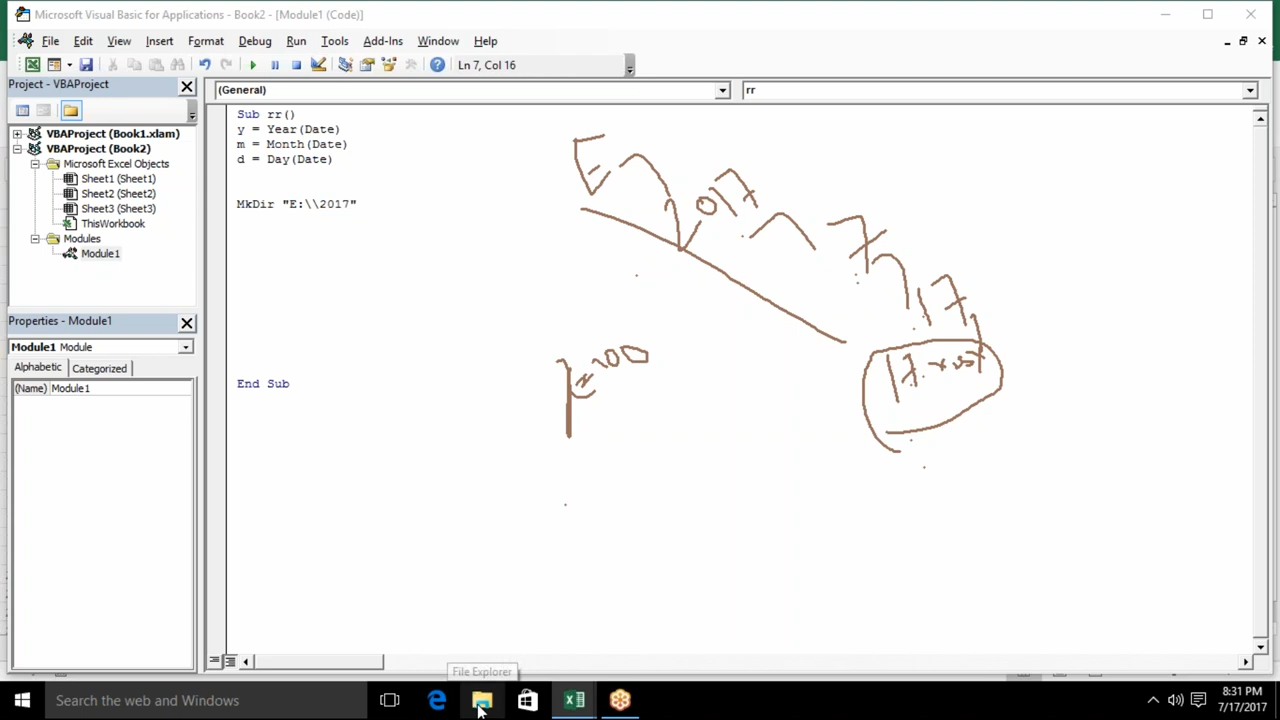 Microsoft Visual Basic for Applications - Book2 - [Module1 (Code)]
File Edit View Insert Format Debug Run Tools Add-Ins Window Help
Ln 7, Col 16
Project - VBAProject
(General)
rr
VBAProject (Book1.xlam)
VBAProject (Book2)
Microsoft Excel Objects
Sheet1 (Sheet1)
Sheet2 (Sheet2)
Sheet3 (Sheet3)
ThisWorkbook
Modules
Module1
Properties - Module1
Module1 Module
Alphabetic Categorized
(Name) Module1
Sub rr()
y = Year(Date)
m = Month(Date)
d = Day(Date)
MkDir "E:\\2017"
End Sub
E
017
7
17
File Explorer
Search the web and Windows
8:31 PM
7/17/2017